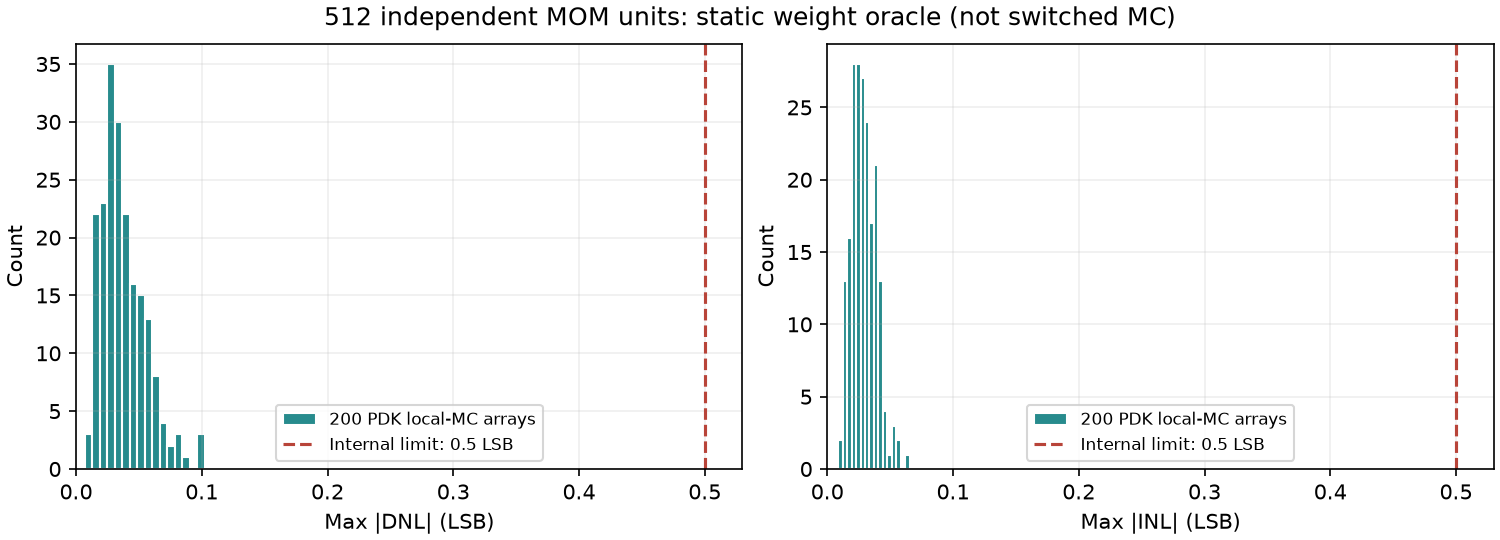 512 independent MOM units: static weight oracle (not switched MC)
Count
35
30
25
20
15
10
5
0
0.0
0.1
0.2
0.3
0.4
0.5
Max |DNL| (LSB)
200 PDK local-MC arrays
Internal limit: 0.5 LSB
Count
25
20
15
10
5
0
0.0
0.1
0.2
0.3
0.4
0.5
Max |INL| (LSB)
200 PDK local-MC arrays
Internal limit: 0.5 LSB